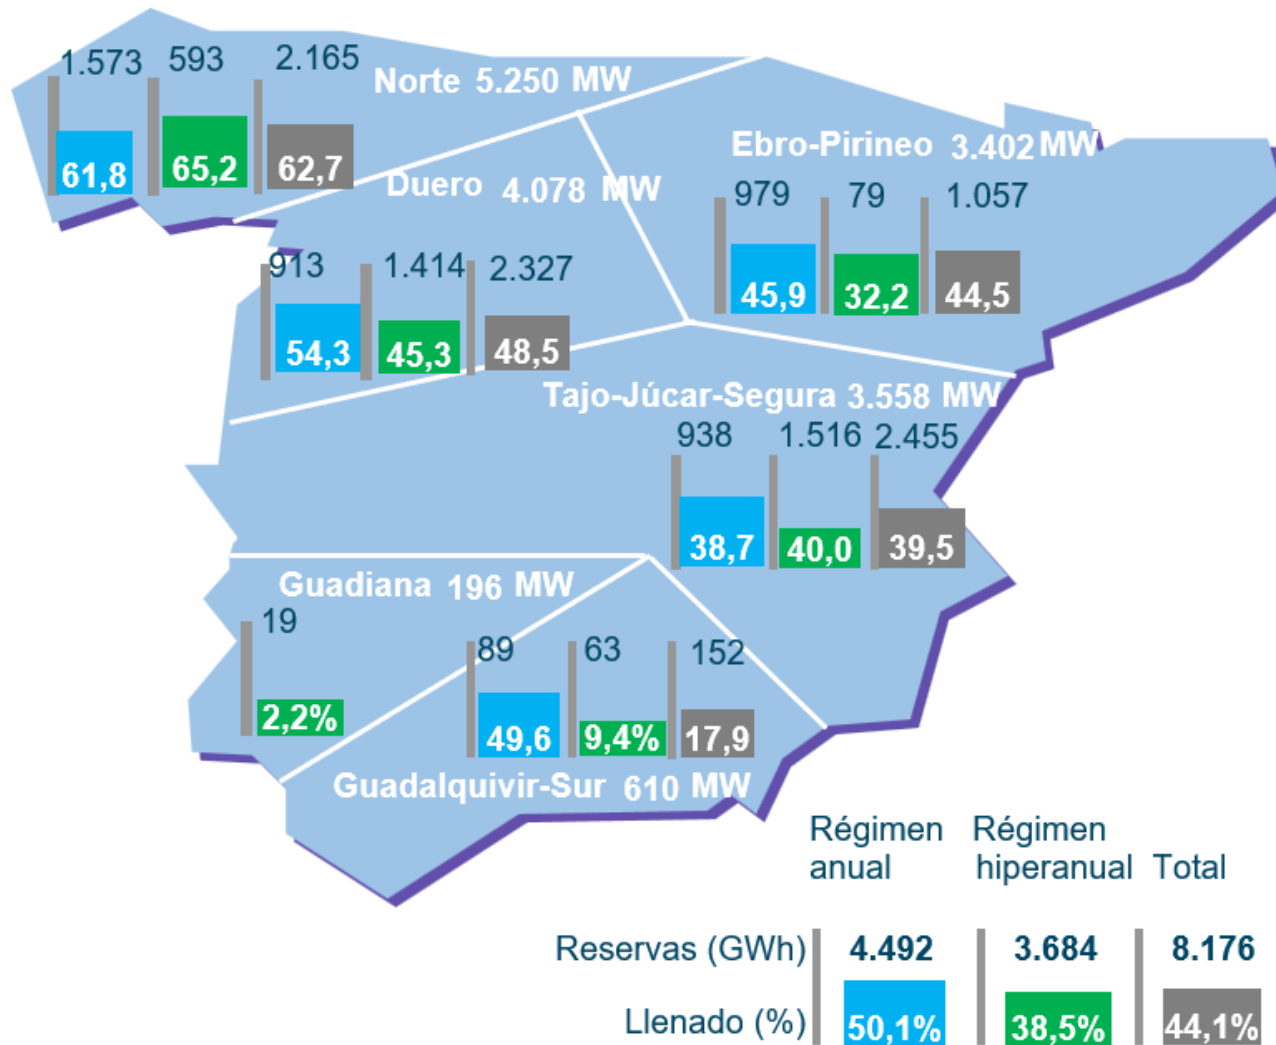 1.573 593 2.165
Norte 5.250 MW
61,8 65,2 62,7
Ebro-Pirineo 3.402 MW
979 79 1.057
45,9 32,2 44,5
Duero 4.078 MW
913 1.414 2.327
54,3 45,3 48,5
Tajo-Júcar-Segura 3.558 MW
938 1.516 2.455
38,7 40,0 39,5
Guadiana 196 MW
19
2,2%
89 63 152
49,6 9,4% 17,9
Guadalquivir-Sur 610 MW
Régimen anual
Régimen hiperanual
Total
Reservas (GWh) 4.492 3.684 8.176
Llenado (%) 50,1% 38,5% 44,1%